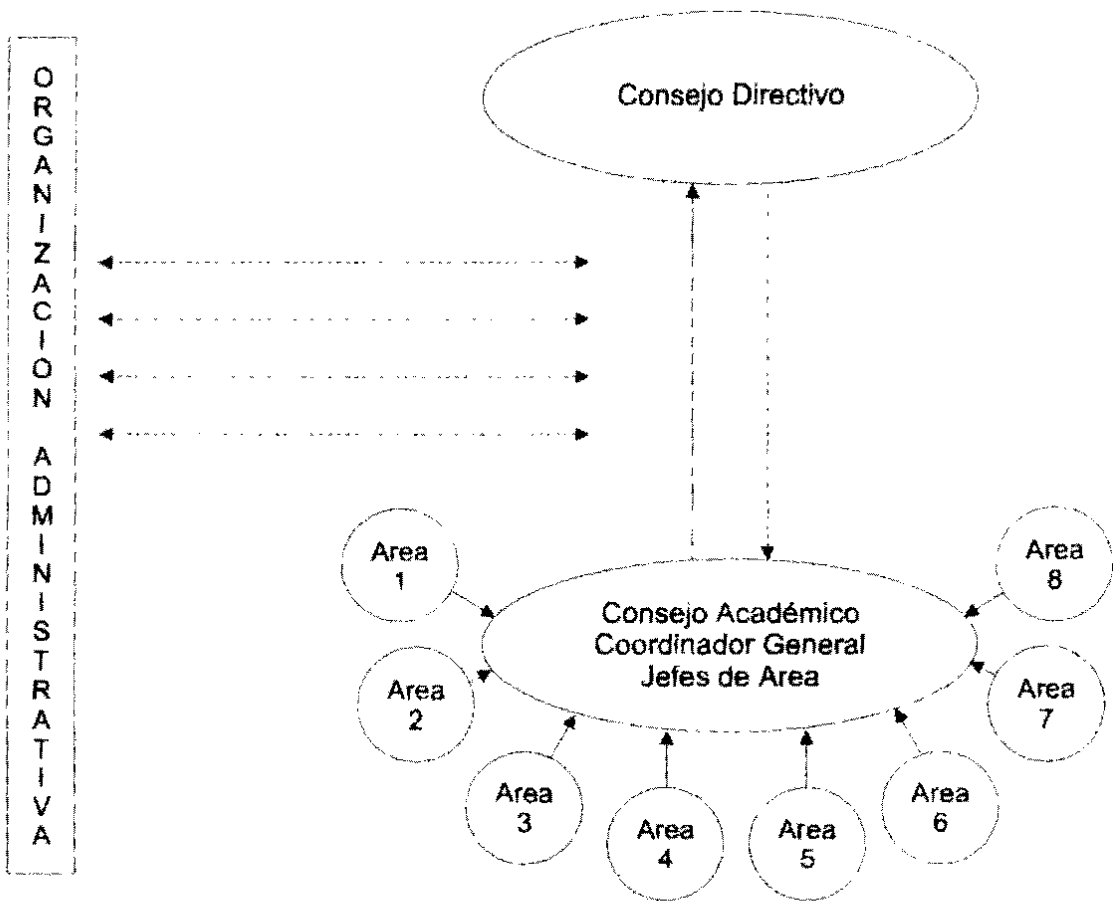 ORGANIZACION ADMINISTRATIVA
Consejo Directivo
Area
1
Area
2
Area
3
Area
4
Area
5
Area
6
Area
7
Area
8
Consejo Académico
Coordinador General
Jefes de Area